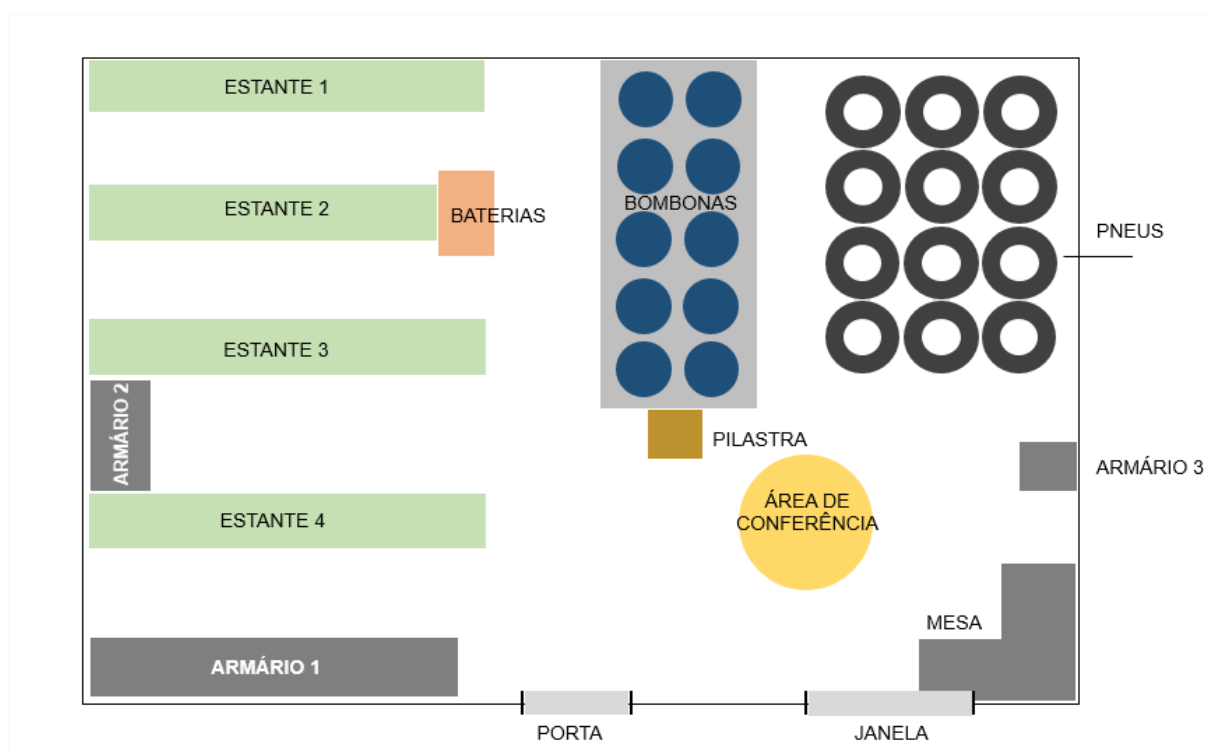 ESTANTE 1
ESTANTE 2
BATERIAS
BOMBONAS
PNEUS
ESTANTE 3
ARMÁRIO 2
PILASTRA
ARMÁRIO 3
ÁREA DE
CONFERÊNCIA
ESTANTE 4
MESA
ARMÁRIO 1
PORTA
JANELA